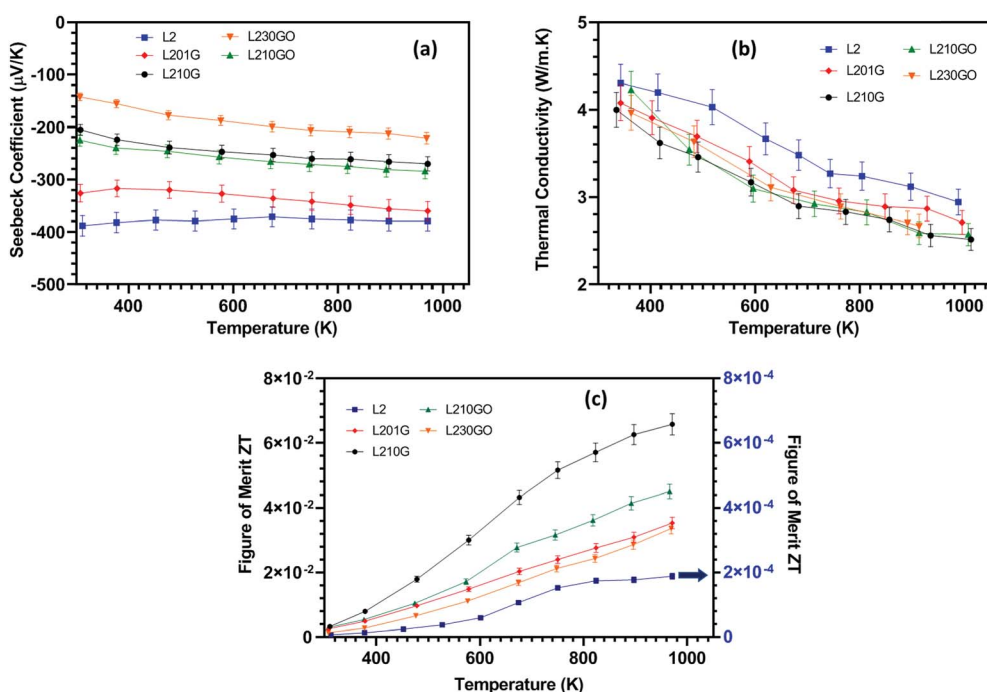 (a)
L2
L201G
L210G
L230GO
L210GO
0
-100
-200
-300
-400
-500
400
600
800
1000
Seebeck Coefficient (μV/K)
Temperature (K)
(b)
L2
L201G
L210G
L210GO
L230GO
5
4
3
2
400
600
800
1000
Thermal Conductivity (W/m.K)
Temperature (K)
(c)
L2
L201G
L210G
L210GO
L230GO
8×10-2
6×10-2
4×10-2
2×10-2
0
8×10-4
6×10-4
4×10-4
2×10-4
0
400
600
800
1000
Figure of Merit ZT
Figure of Merit ZT
Temperature (K)